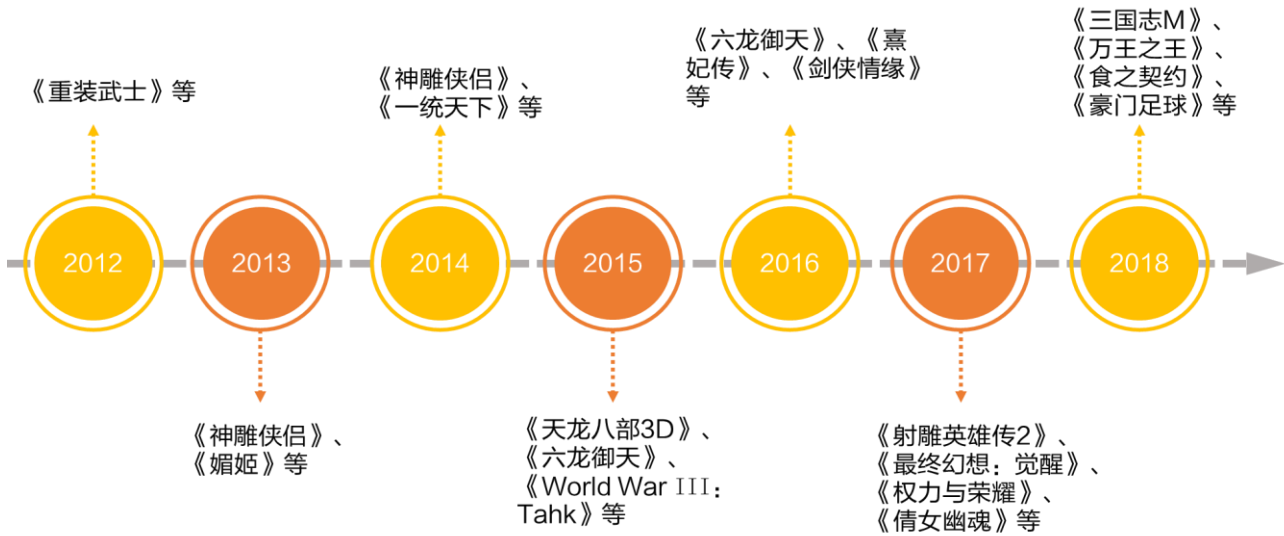 《重装武士》等
《神雕侠侣》、
《一统天下》等
《六龙御天》、《熹
妃传》、《剑侠情缘》
等
《三国志M》、
《万王之王》、
《食之契约》、
《豪门足球》等
2012
2013
2014
2015
2016
2017
2018
《神雕侠侣》、
《媚姬》等
《天龙八部3D》、
《六龙御天》、
《World War III：
Tahk》等
《射雕英雄传2》、
《最终幻想：觉醒》、
《权力与荣耀》、
《倩女幽魂》等